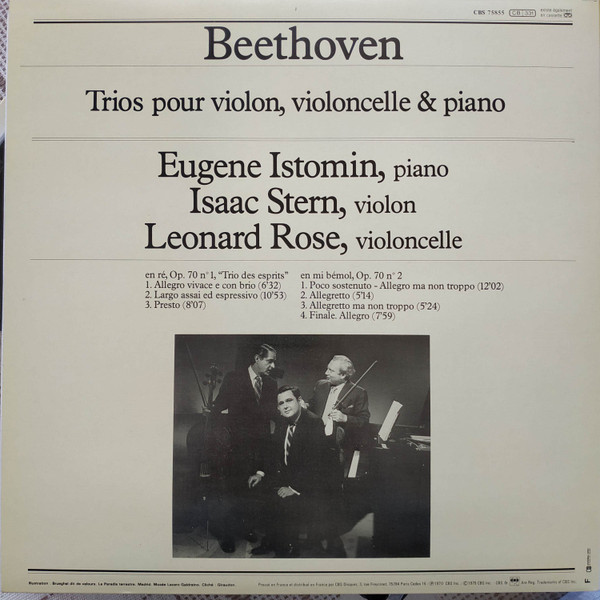 CBS 75855 CB 331
Beethoven
Trios pour violon, violoncelle & piano
Eugene Istomin, piano
Isaac Stern, violon
Leonard Rose, violoncelle
en ré, Op. 70 n° 1, “Trio des esprits”
1. Allegro vivace e con brio (6'32)
2. Largo assai ed espressivo (10'53)
3. Presto (8'07)
en mi bémol, Op. 70 n° 2
1. Poco sostenuto - Allegro ma non troppo (12'02)
2. Allegretto (5'14)
3. Allegretto ma non troppo (5'24)
4. Finale. Allegro (7'59)